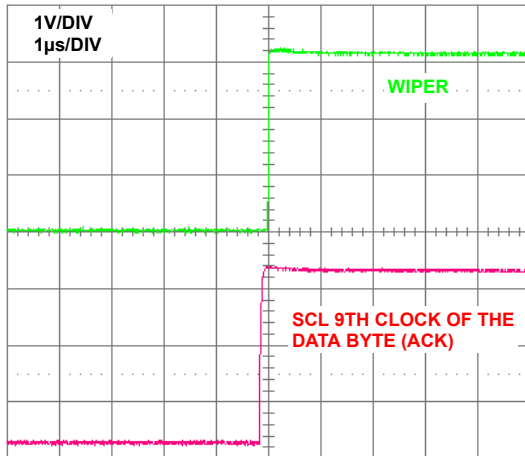 1V/DIV
1µs/DIV
WIPER
SCL 9TH CLOCK OF THE
DATA BYTE (ACK)